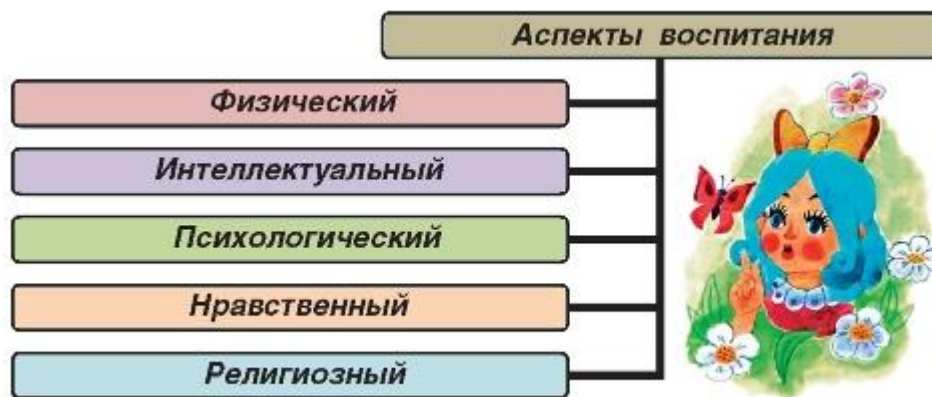 Аспекты воспитания
Физический
Интеллектуальный
Психологический
Нравственный
Религиозный